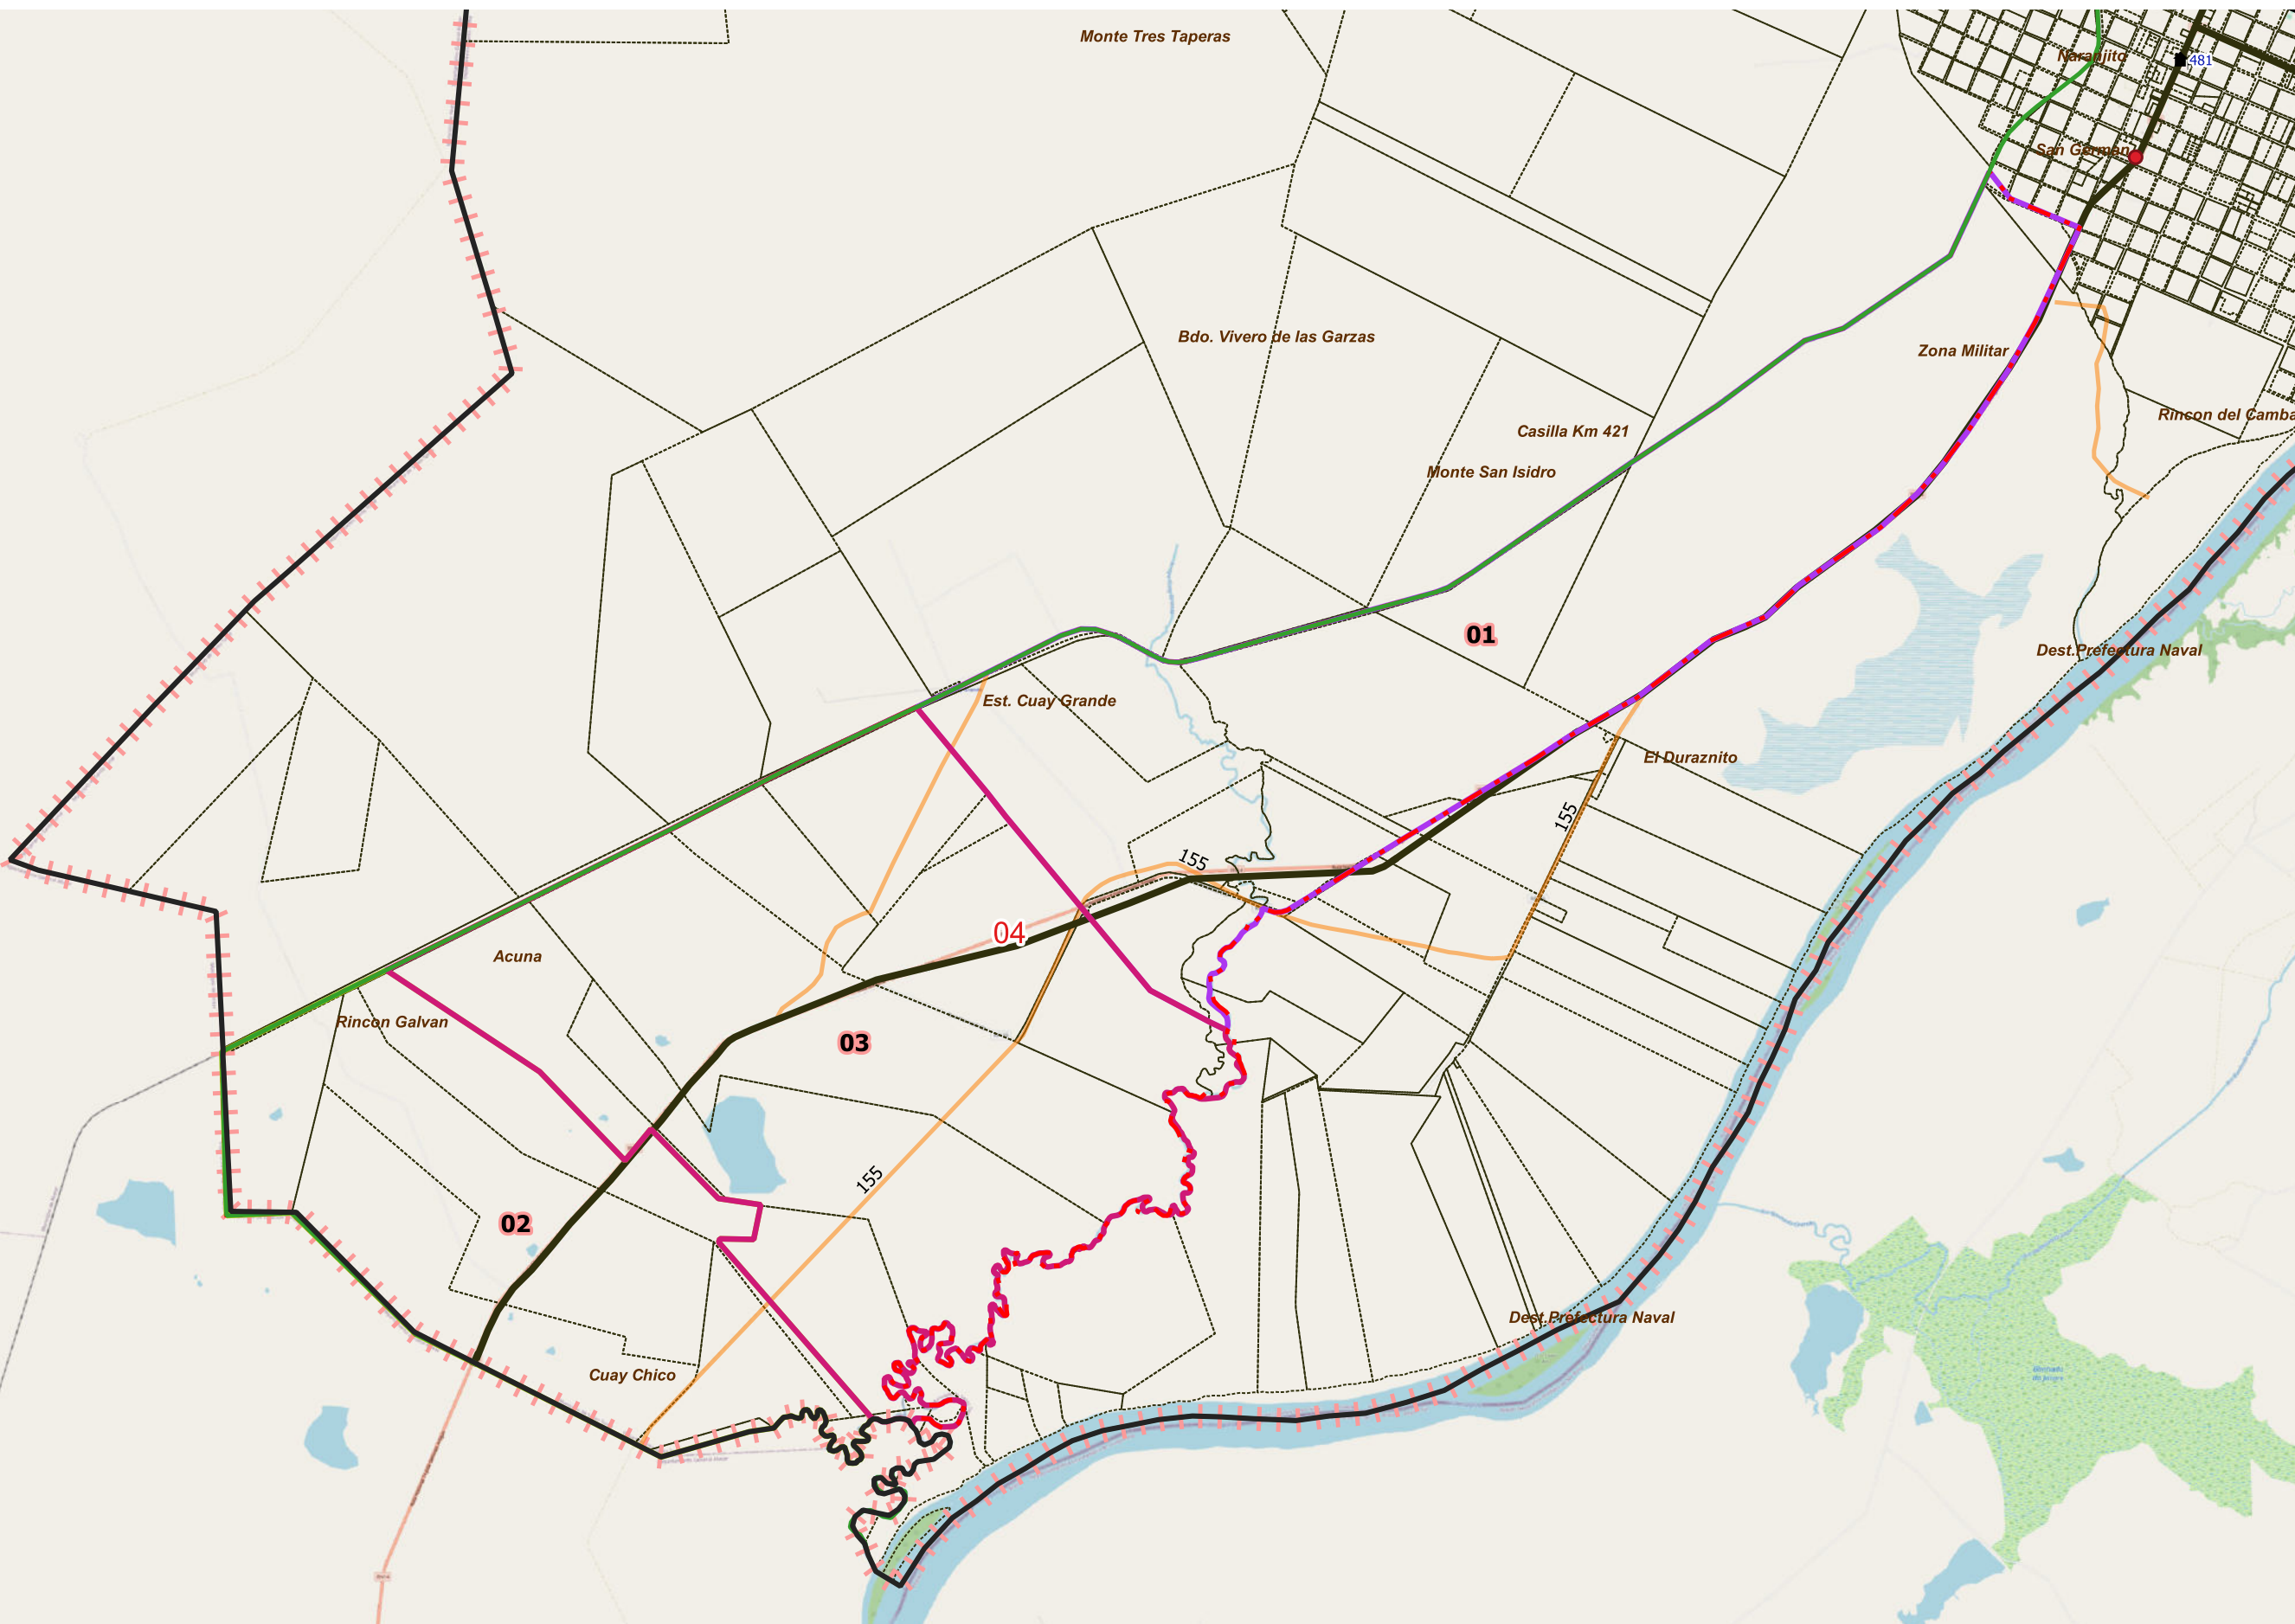 Monte Tres Taperas
Naranjito
481
San German
Bdo. Vivero de las Garzas
Zona Militar
Rincon del Camba
Casilla Km 421
Monte San Isidro
01
Dest.Prefectura Naval
Est. Cuay Grande
El Duraznito
155
155
04
Acuna
Rincon Galvan
03
155
02
Dest.Prefectura Naval
Cuay Chico